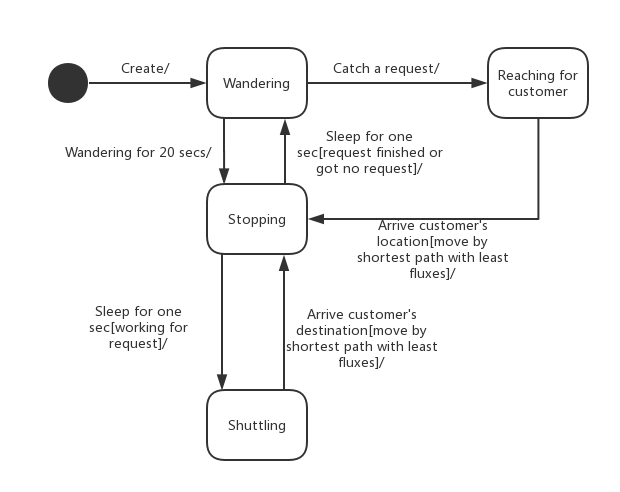 Create/
Wandering
Catch a request/
Reaching for
customer
Wandering for 20 secs/
Sleep for one
sec[request finished or
got no request]/
Stopping
Arrive customer's
location[move by
shortest path with least
fluxes]/
Sleep for one
sec[working for
request]/
Arrive customer's
destination[move by
shortest path with least
fluxes]/
Shuttling